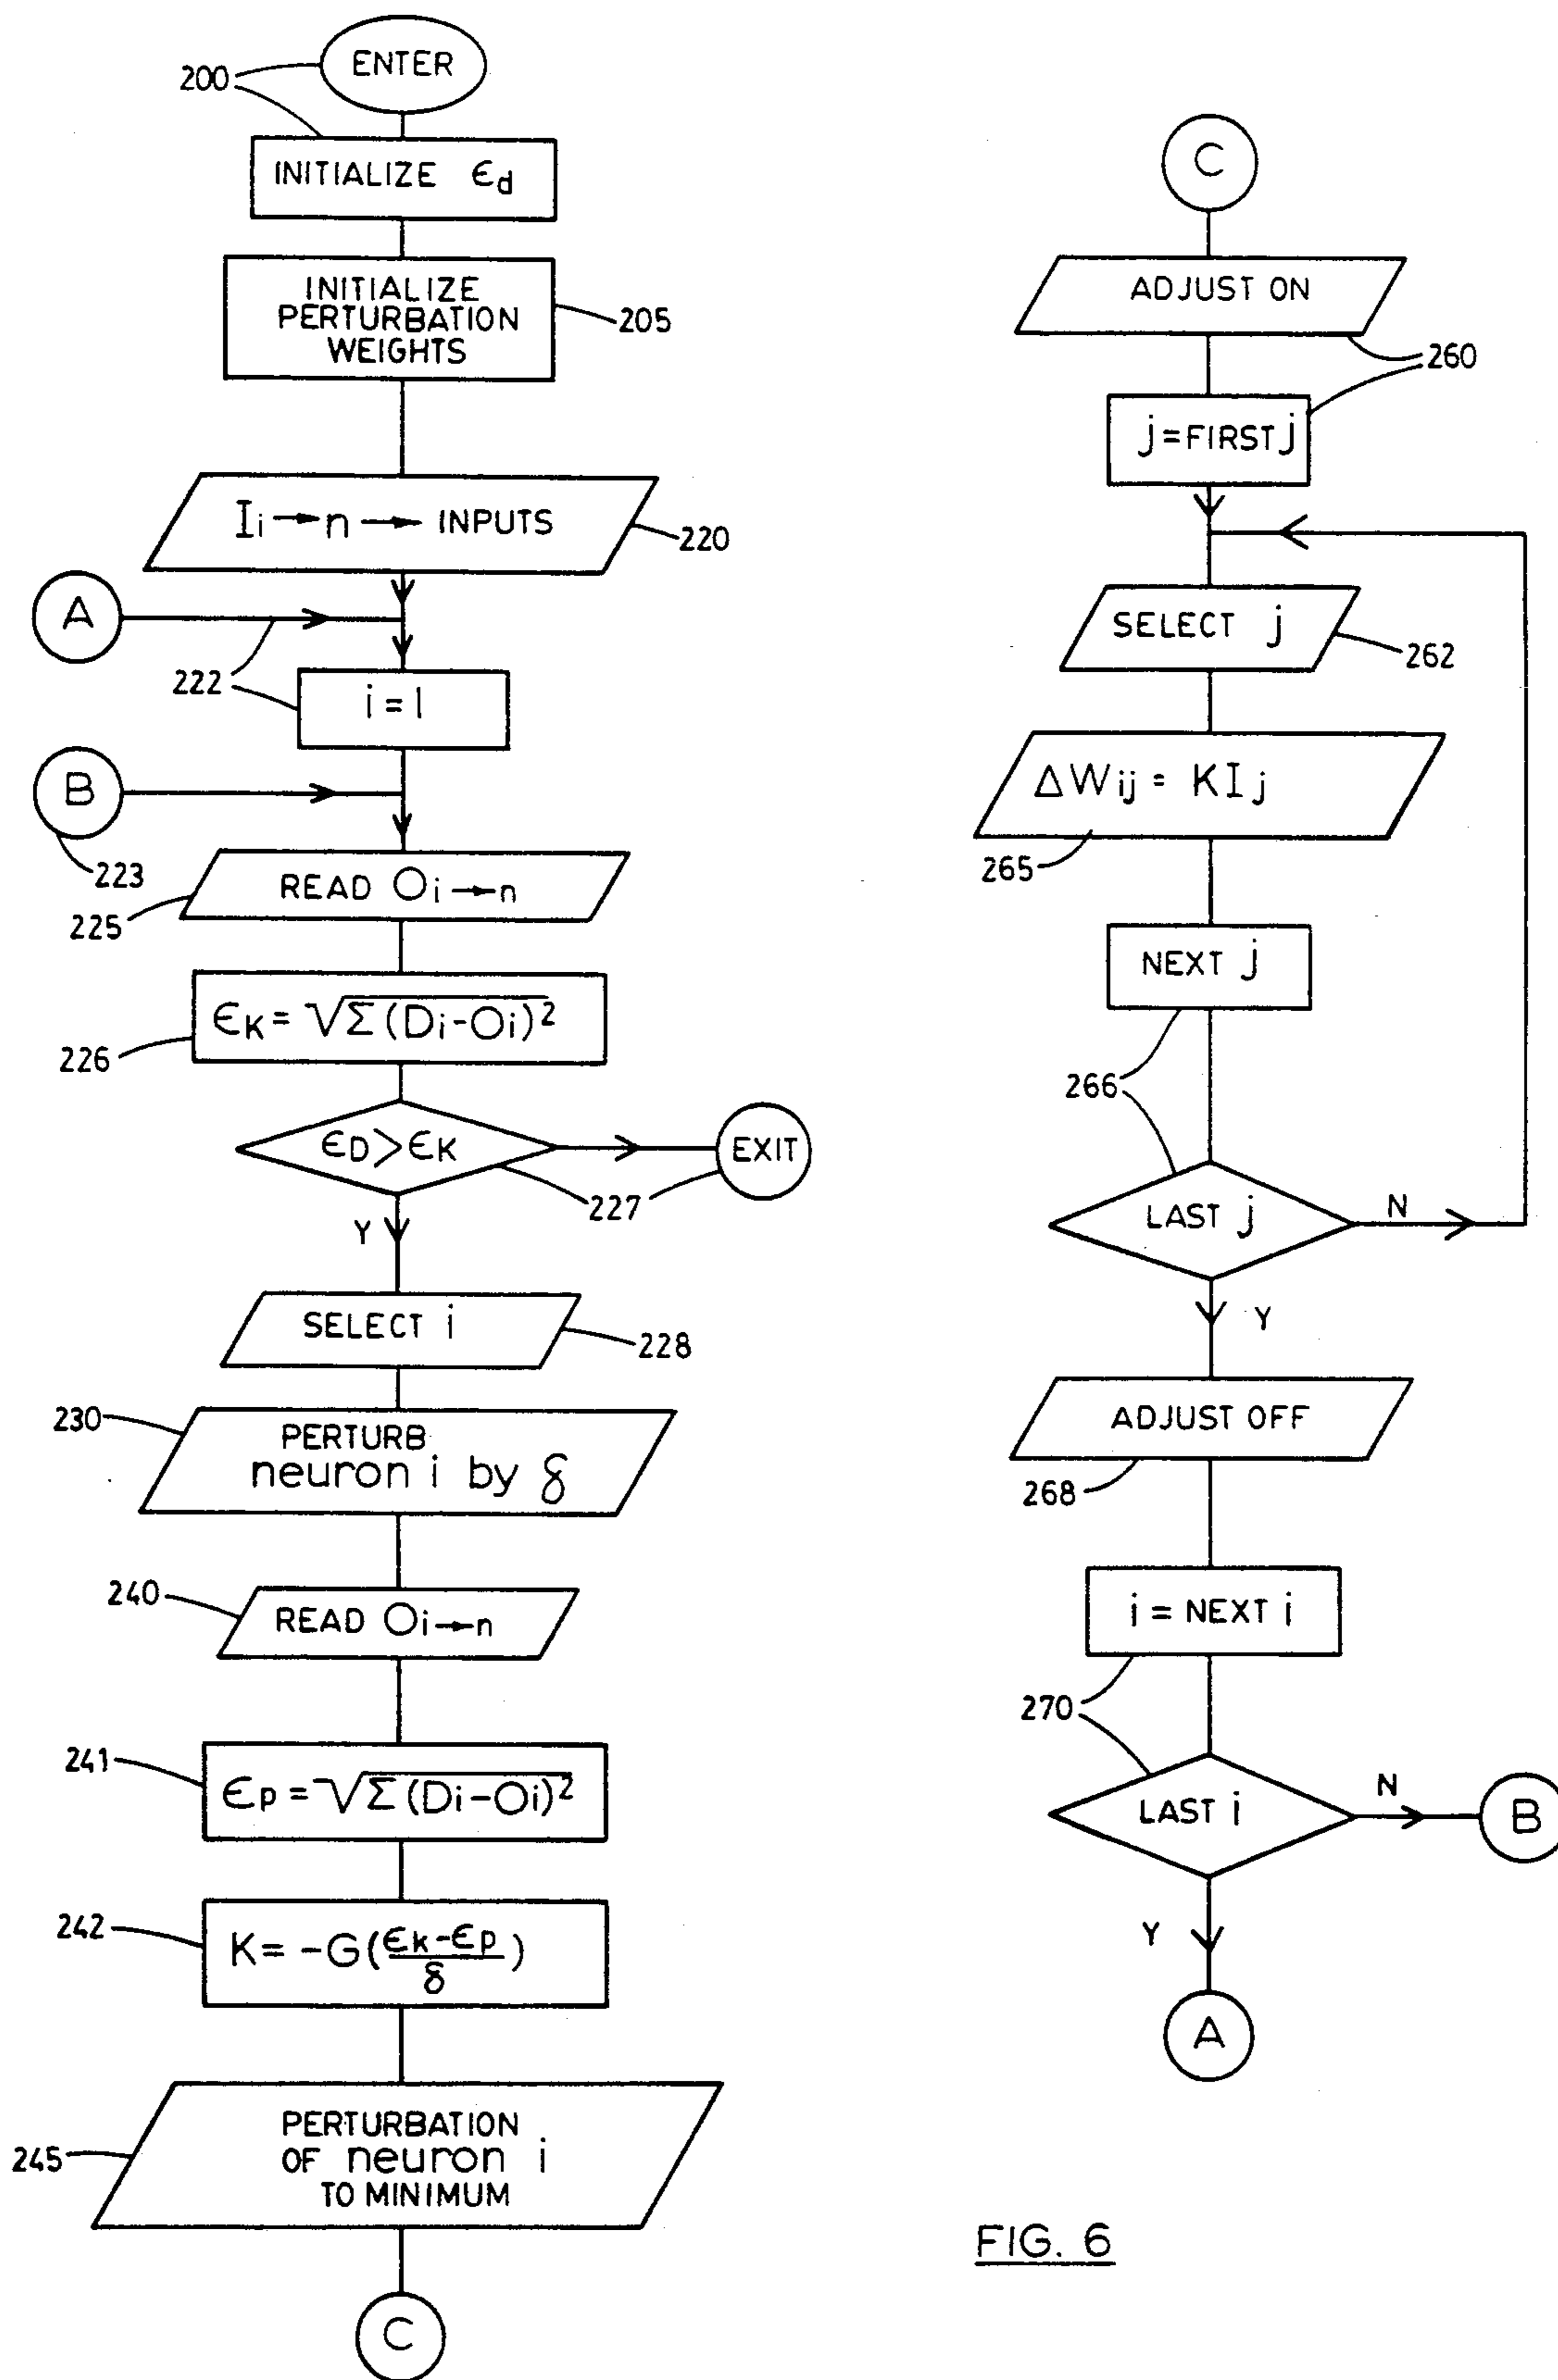 ENTER
200
INITIALIZE ϵd
INITIALIZE
PERTURBATION
WEIGHTS
205
Ii → n → INPUTS
220
A
222
i = 1
B
223
READ Oi → n
225
ϵK = √Σ (Di-Oi)²
226
ϵD > ϵK
EXIT
227
Y
SELECT i
228
230
PERTURB
neuron i by δ
240
READ Oi → n
241
ϵP = √Σ (Di-Oi)²
242
K = -G(ϵk-ϵp/δ)
245
PERTURBATION
OF neuron i
TO MINIMUM
C
C
ADJUST ON
260
j = FIRST j
SELECT j
262
ΔWij = KIj
265
NEXT j
266
LAST j
N
Y
ADJUST OFF
268
i = NEXT i
270
LAST i
N
B
Y
A
FIG. 6